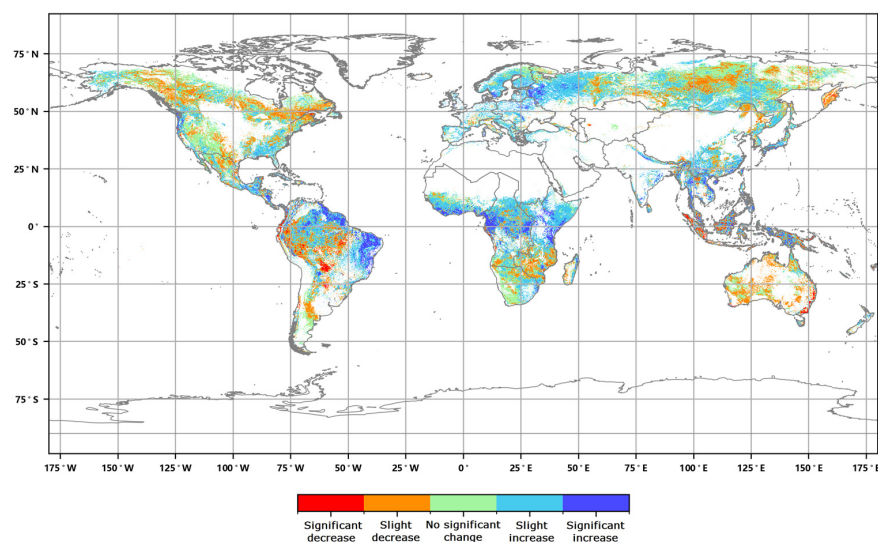 75° N
50° N
25° N
0°
25° S
50° S
75° S
175° W 150° W 125° W 100° W 75° W 50° W 25° W 0° 25° E 50° E 75° E 100° E 125° E 150° E 175° E
Significant decrease
Slight decrease
No significant change
Slight increase
Significant increase